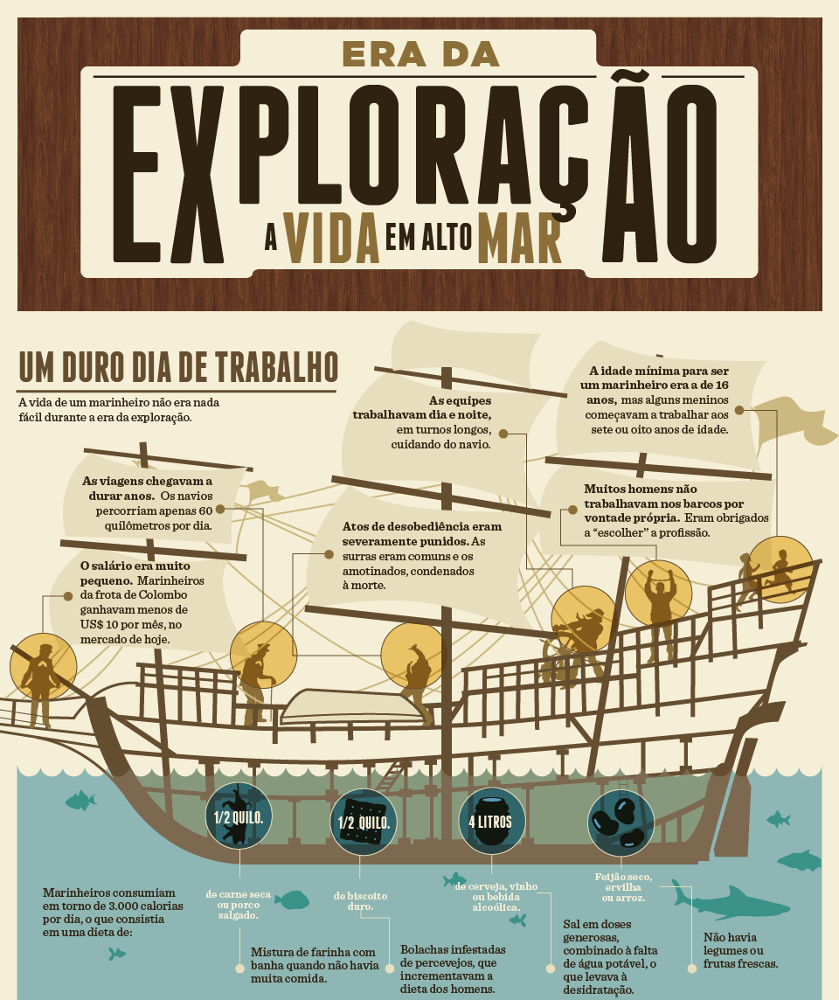 ERA DA
EXPLORAÇÃO
A VIDA EM ALTO MAR
UM DURO DIA DE TRABALHO
A vida de um marinheiro não era nada
fácil durante a era da exploração.
As viagens chegavam a
durar anos. Os navios
percorriam apenas 60
quilômetros por dia.
O salário era muito
pequeno. Marinheiros
da frota de Colombo
ganhavam menos de
US$ 10 por mês, no
mercado de hoje.
As equipes
trabalhavam dia e noite,
em turnos longos,
cuidando do navio.
Atos de desobediência eram
severamente punidos. As
surras eram comuns e os
amotinados, condenados
à morte.
A idade mínima para ser
um marinheiro era a de 16
anos, mas alguns meninos
começavam a trabalhar aos
sete ou oito anos de idade.
Muitos homens não
trabalhavam nos barcos por
vontade própria. Eram obrigados
a “escolher” a profissão.
Marinheiros consumiam
em torno de 3.000 calorias
por dia, o que consistia
em uma dieta de:
1/2 QUILO.
de carne seca
ou porco
salgado.
Mistura de farinha com
banha quando não havia
muita comida.
1/2 QUILO.
de biscoito
duro.
Bolachas infestadas
de percevejos, que
incrementavam a
dieta dos homens.
4 LITROS
de cerveja, vinho
ou bebida
alcoólica.
Sal em doses
generosas,
combinado à falta
de água potável, o
que levava à
desidratação.
Feijão seco,
ervilha
ou arroz.
Não havia
legumes ou
frutas frescas.